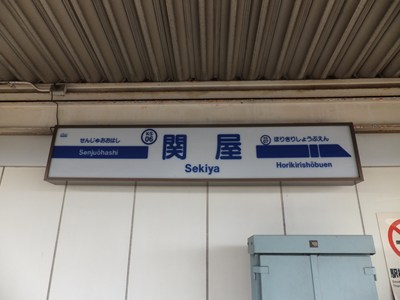 せんじゅおおはし
Senjuōhashi
KS
06
関屋
Sekiya
ほりきりしょうぶえん
Horikirishōbuen